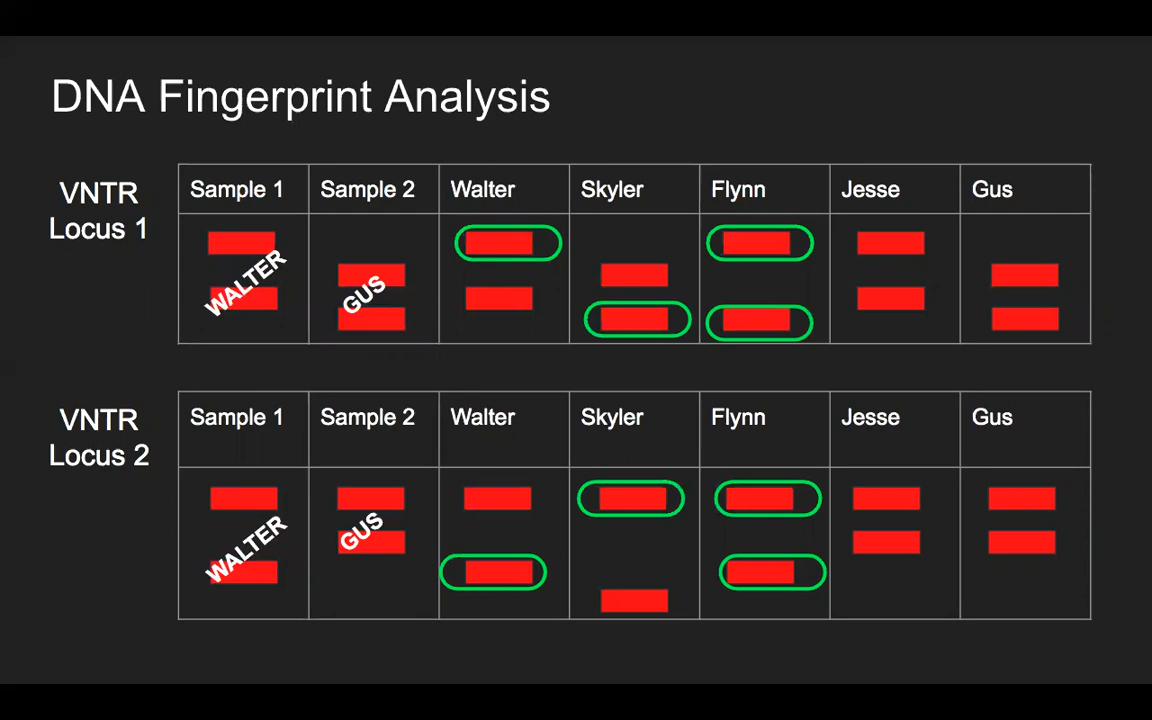 DNA Fingerprint Analysis
VNTR
Locus 1
Sample 1 Sample 2 Walter Skyler Flynn Jesse Gus
WALTER GUS
VNTR
Locus 2
Sample 1 Sample 2 Walter Skyler Flynn Jesse Gus
WALTER GUS